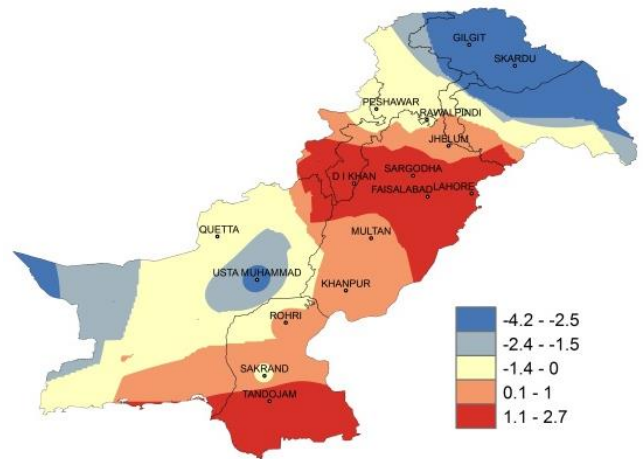 GILGIT
SKARDU
PESHAWAR
RAWALPINDI
JHELUM
D I KHAN
SARGODHA
FAISALABAD
LAHORE
QUETTA
MULTAN
USTA MUHAMMAD
KHANPUR
ROHRI
SAKRAND
TANDOJAM
-4.2 - -2.5
-2.4 - -1.5
-1.4 - 0
0.1 - 1
1.1 - 2.7